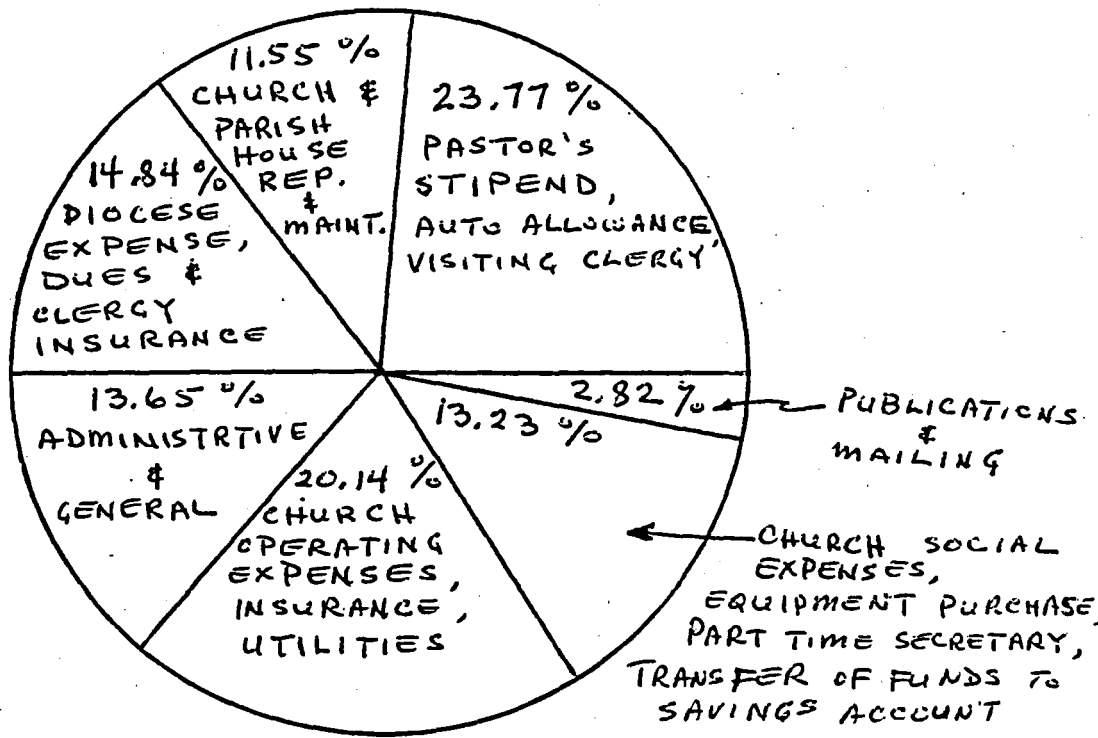 11.55 %
CHURCH &
PARISH
HOUSE
REP.
&
MAINT.
23.77 %
PASTOR'S
STIPEND,
AUTO ALLOWANCE,
VISITING CLERGY
14.84 %
DIOCESE
EXPENSE,
DUES &
CLERGY
INSURANCE
13.65 %
ADMINISTRTIVE
&
GENERAL
20.14 %
CHURCH
OPERATING
EXPENSES,
INSURANCE,
UTILITIES
2.82 %
PUBLICATIONS
&
MAILING
13.23 %
CHURCH SOCIAL
EXPENSES,
EQUIPMENT PURCHASE,
PART TIME SECRETARY,
TRANSFER OF FUNDS TO
SAVINGS ACCOUNT